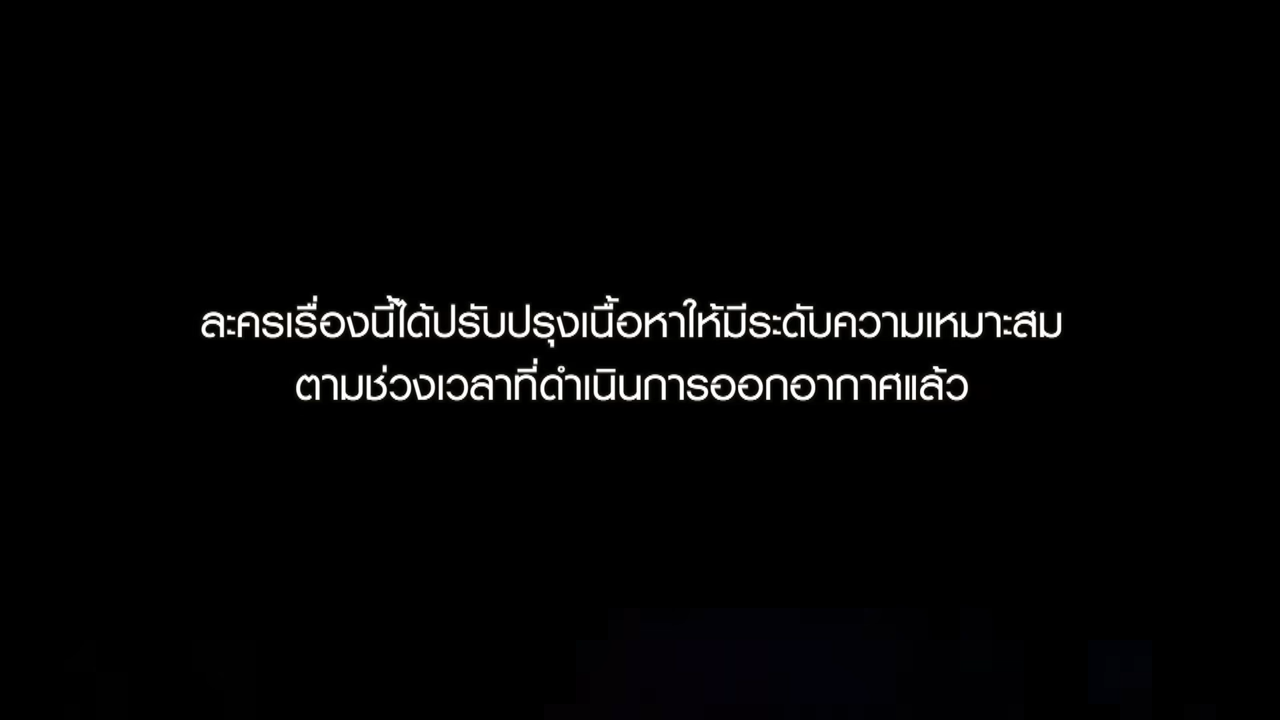 ละครเรื่องนี้ได้ปรับปรุงเนื้อหาให้มีระดับความเหมาะสม
ตามช่วงเวลาที่ดำเนินการออกอากาศแล้ว